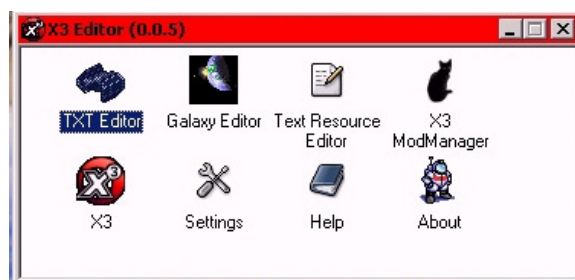 X3 Editor (0.0.5)
TXT Editor Galaxy Editor Text Resource Editor X3 ModManager
X3 Settings Help About